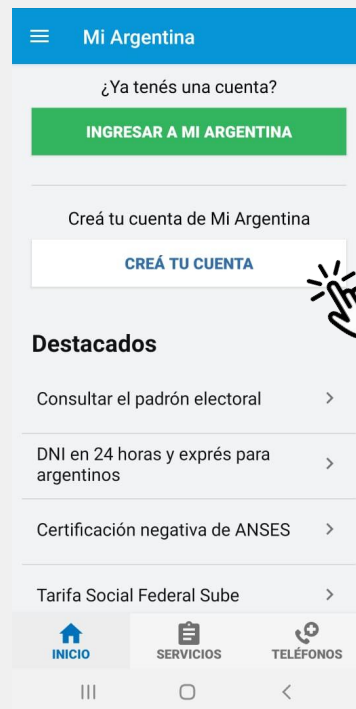 Mi Argentina
¿Ya tenés una cuenta?
INGRESAR A MI ARGENTINA
Creá tu cuenta de Mi Argentina
CREÁ TU CUENTA
Destacados
Consultar el padrón electoral
DNI en 24 horas y exprés para
argentinos
Certificación negativa de ANSES
Tarifa Social Federal Sube
INICIO
SERVICIOS
TELÉFONOS